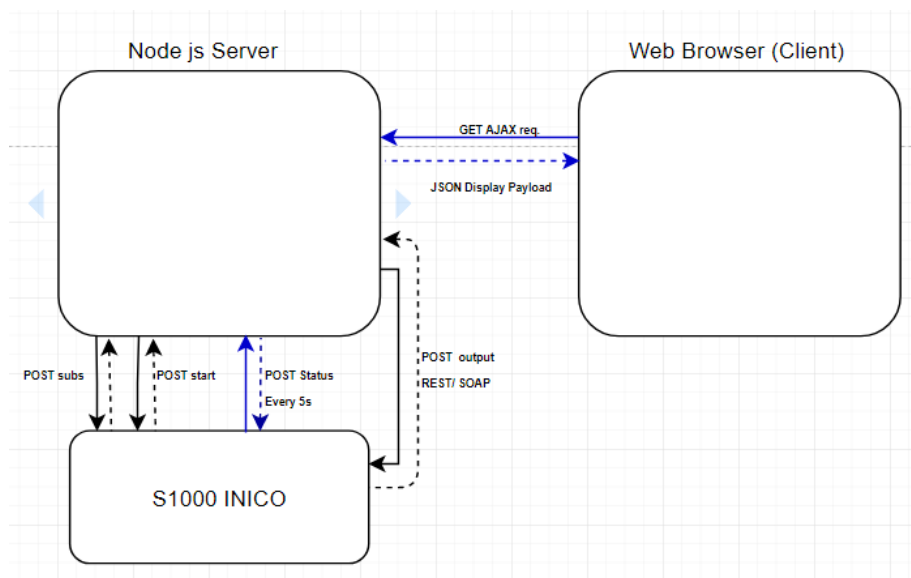 Node js Server
Web Browser (Client)
GET AJAX req.
JSON Display Payload
POST output
REST/ SOAP
POST subs
POST start
POST Status
Every 5s
S1000 INICO